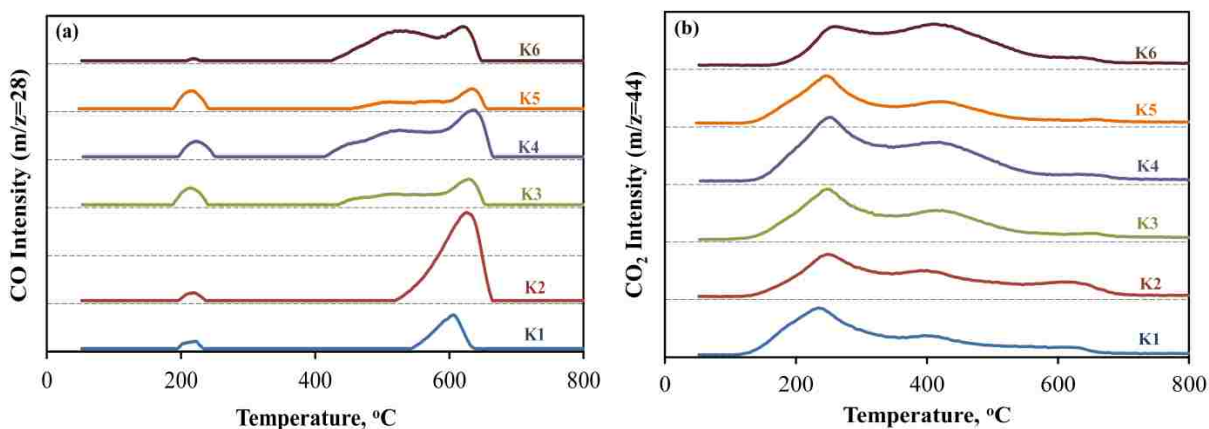 (a)
CO Intensity (m/z=28)
K6
K5
K4
K3
K2
K1
0 200 400 600 800
Temperature, °C
(b)
CO₂ Intensity (m/z=44)
K6
K5
K4
K3
K2
K1
0 200 400 600 800
Temperature, °C